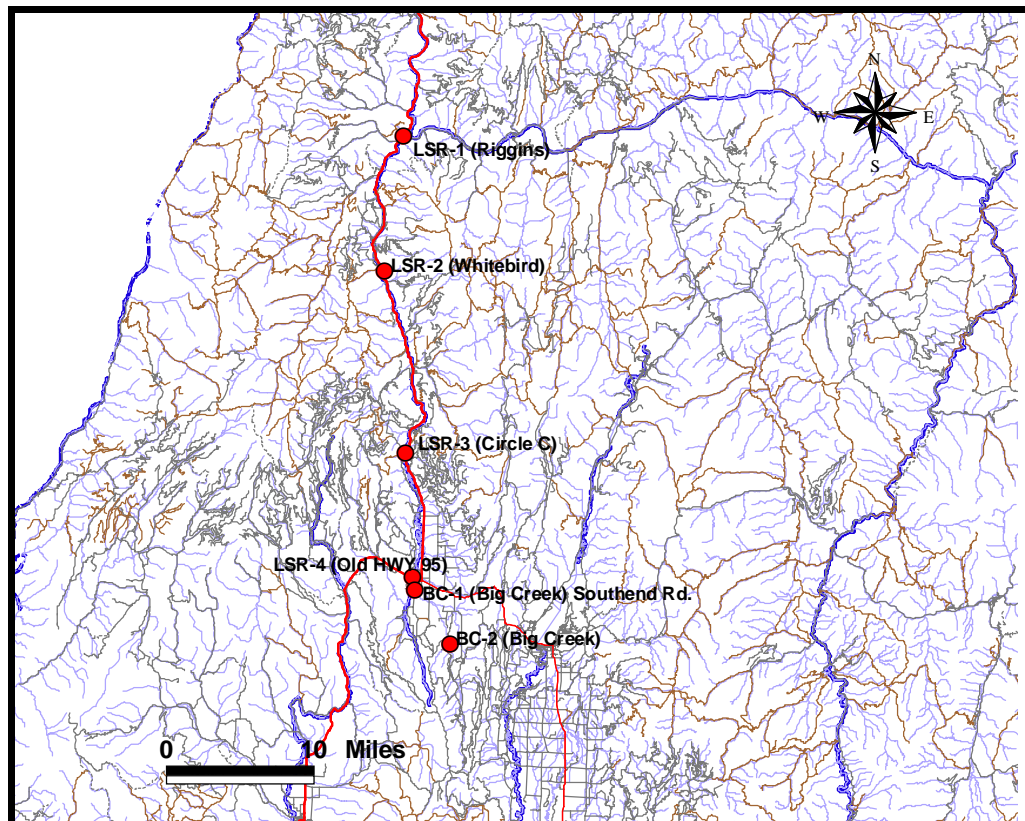 N
W E
S
LSR-1 (Riggins)
LSR-2 (Whitebird)
LSR-3 (Circle C)
LSR-4 (Old HWY 95)
BC-1 (Big Creek) Southend Rd.
BC-2 (Big Creek)
0 10 Miles